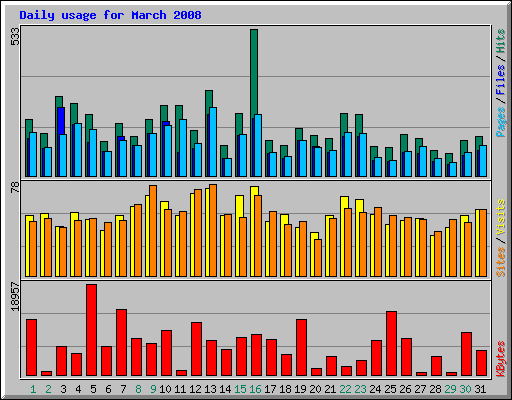 Daily usage for March 2008
533
Pages / Files / Hits
78
Sites / Visits
18957
KBytes
1 2 3 4 5 6 7 8 9 10 11 12 13 14 15 16 17 18 19 20 21 22 23 24 25 26 27 28 29 30 31